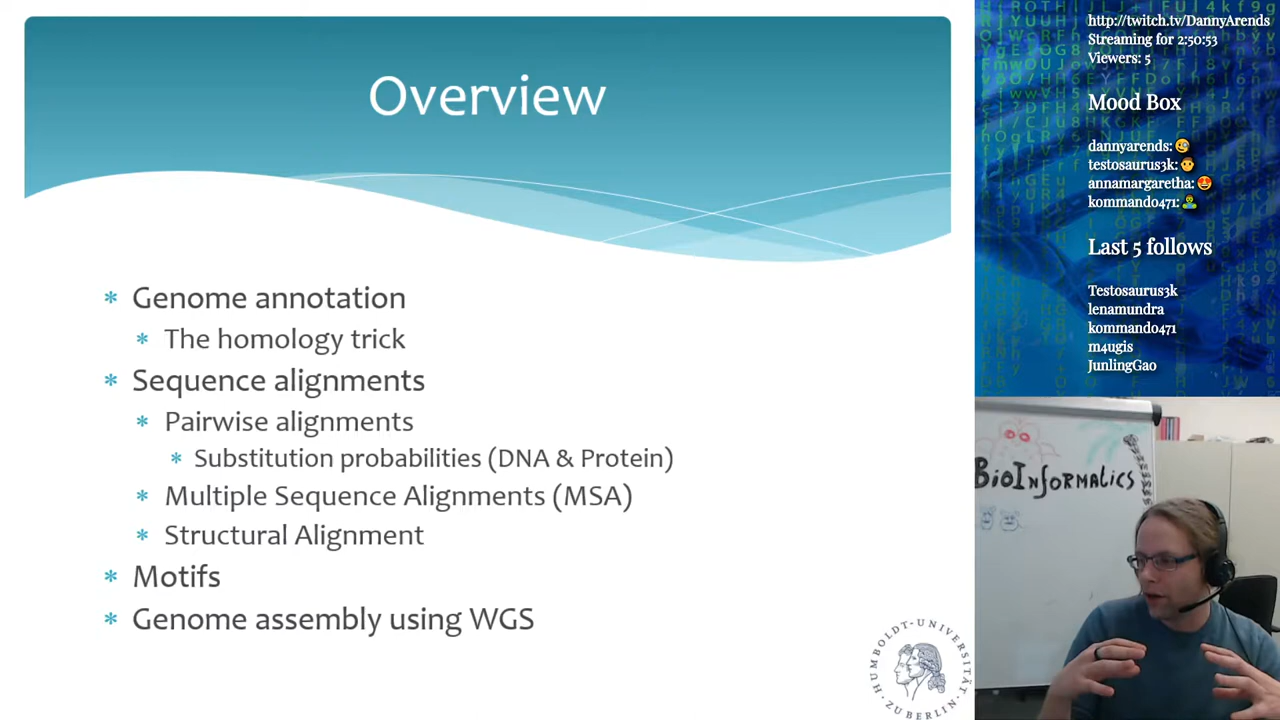 Overview
* Genome annotation
* The homology trick
* Sequence alignments
* Pairwise alignments
* Substitution probabilities (DNA & Protein)
* Multiple Sequence Alignments (MSA)
* Structural Alignment
* Motifs
* Genome assembly using WGS
HUMBOLDT-UNIVERSITÄT
·ZU BERLIN·
http://twitch.tv/DannyArends
Streaming for 2:50:53
Viewers: 5
Mood Box
dannyarends: 🤒
testosaurus3k: 👨
annamargaretha: 🤩
kommando471: 🤷‍♂️
Last 5 follows
Testosaurus3k
lenamundra
kommando471
m4ugis
JunlingGao
BioInformatics